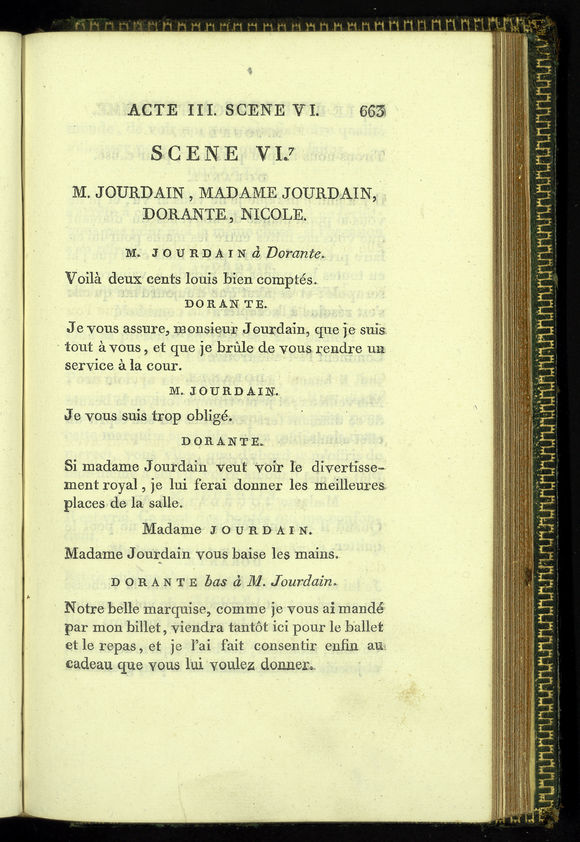 ACTE III. SCENE VI. 663
SCENE VI.7
M. JOURDAIN, MADAME JOURDAIN,
DORANTE, NICOLE.
M. JOURDAIN à Dorante.
Voilà deux cents louis bien comptés.
DORANTE.
Je vous assure, monsieur Jourdain, que je suis
tout à vous, et que je brûle de vous rendre un
service à la cour.
M. JOURDAIN.
Je vous suis trop obligé.
DORANTE.
Si madame Jourdain veut voir le divertisse-
ment royal, je lui ferai donner les meilleures
places de la salle.
Madame JOURDAIN.
Madame Jourdain vous baise les mains.
DORANTE bas à M. Jourdain.
Notre belle marquise, comme je vous ai mandé
par mon billet, viendra tantôt ici pour le ballet
et le repas, et je l'ai fait consentir enfin au
cadeau que vous lui voulez donner.